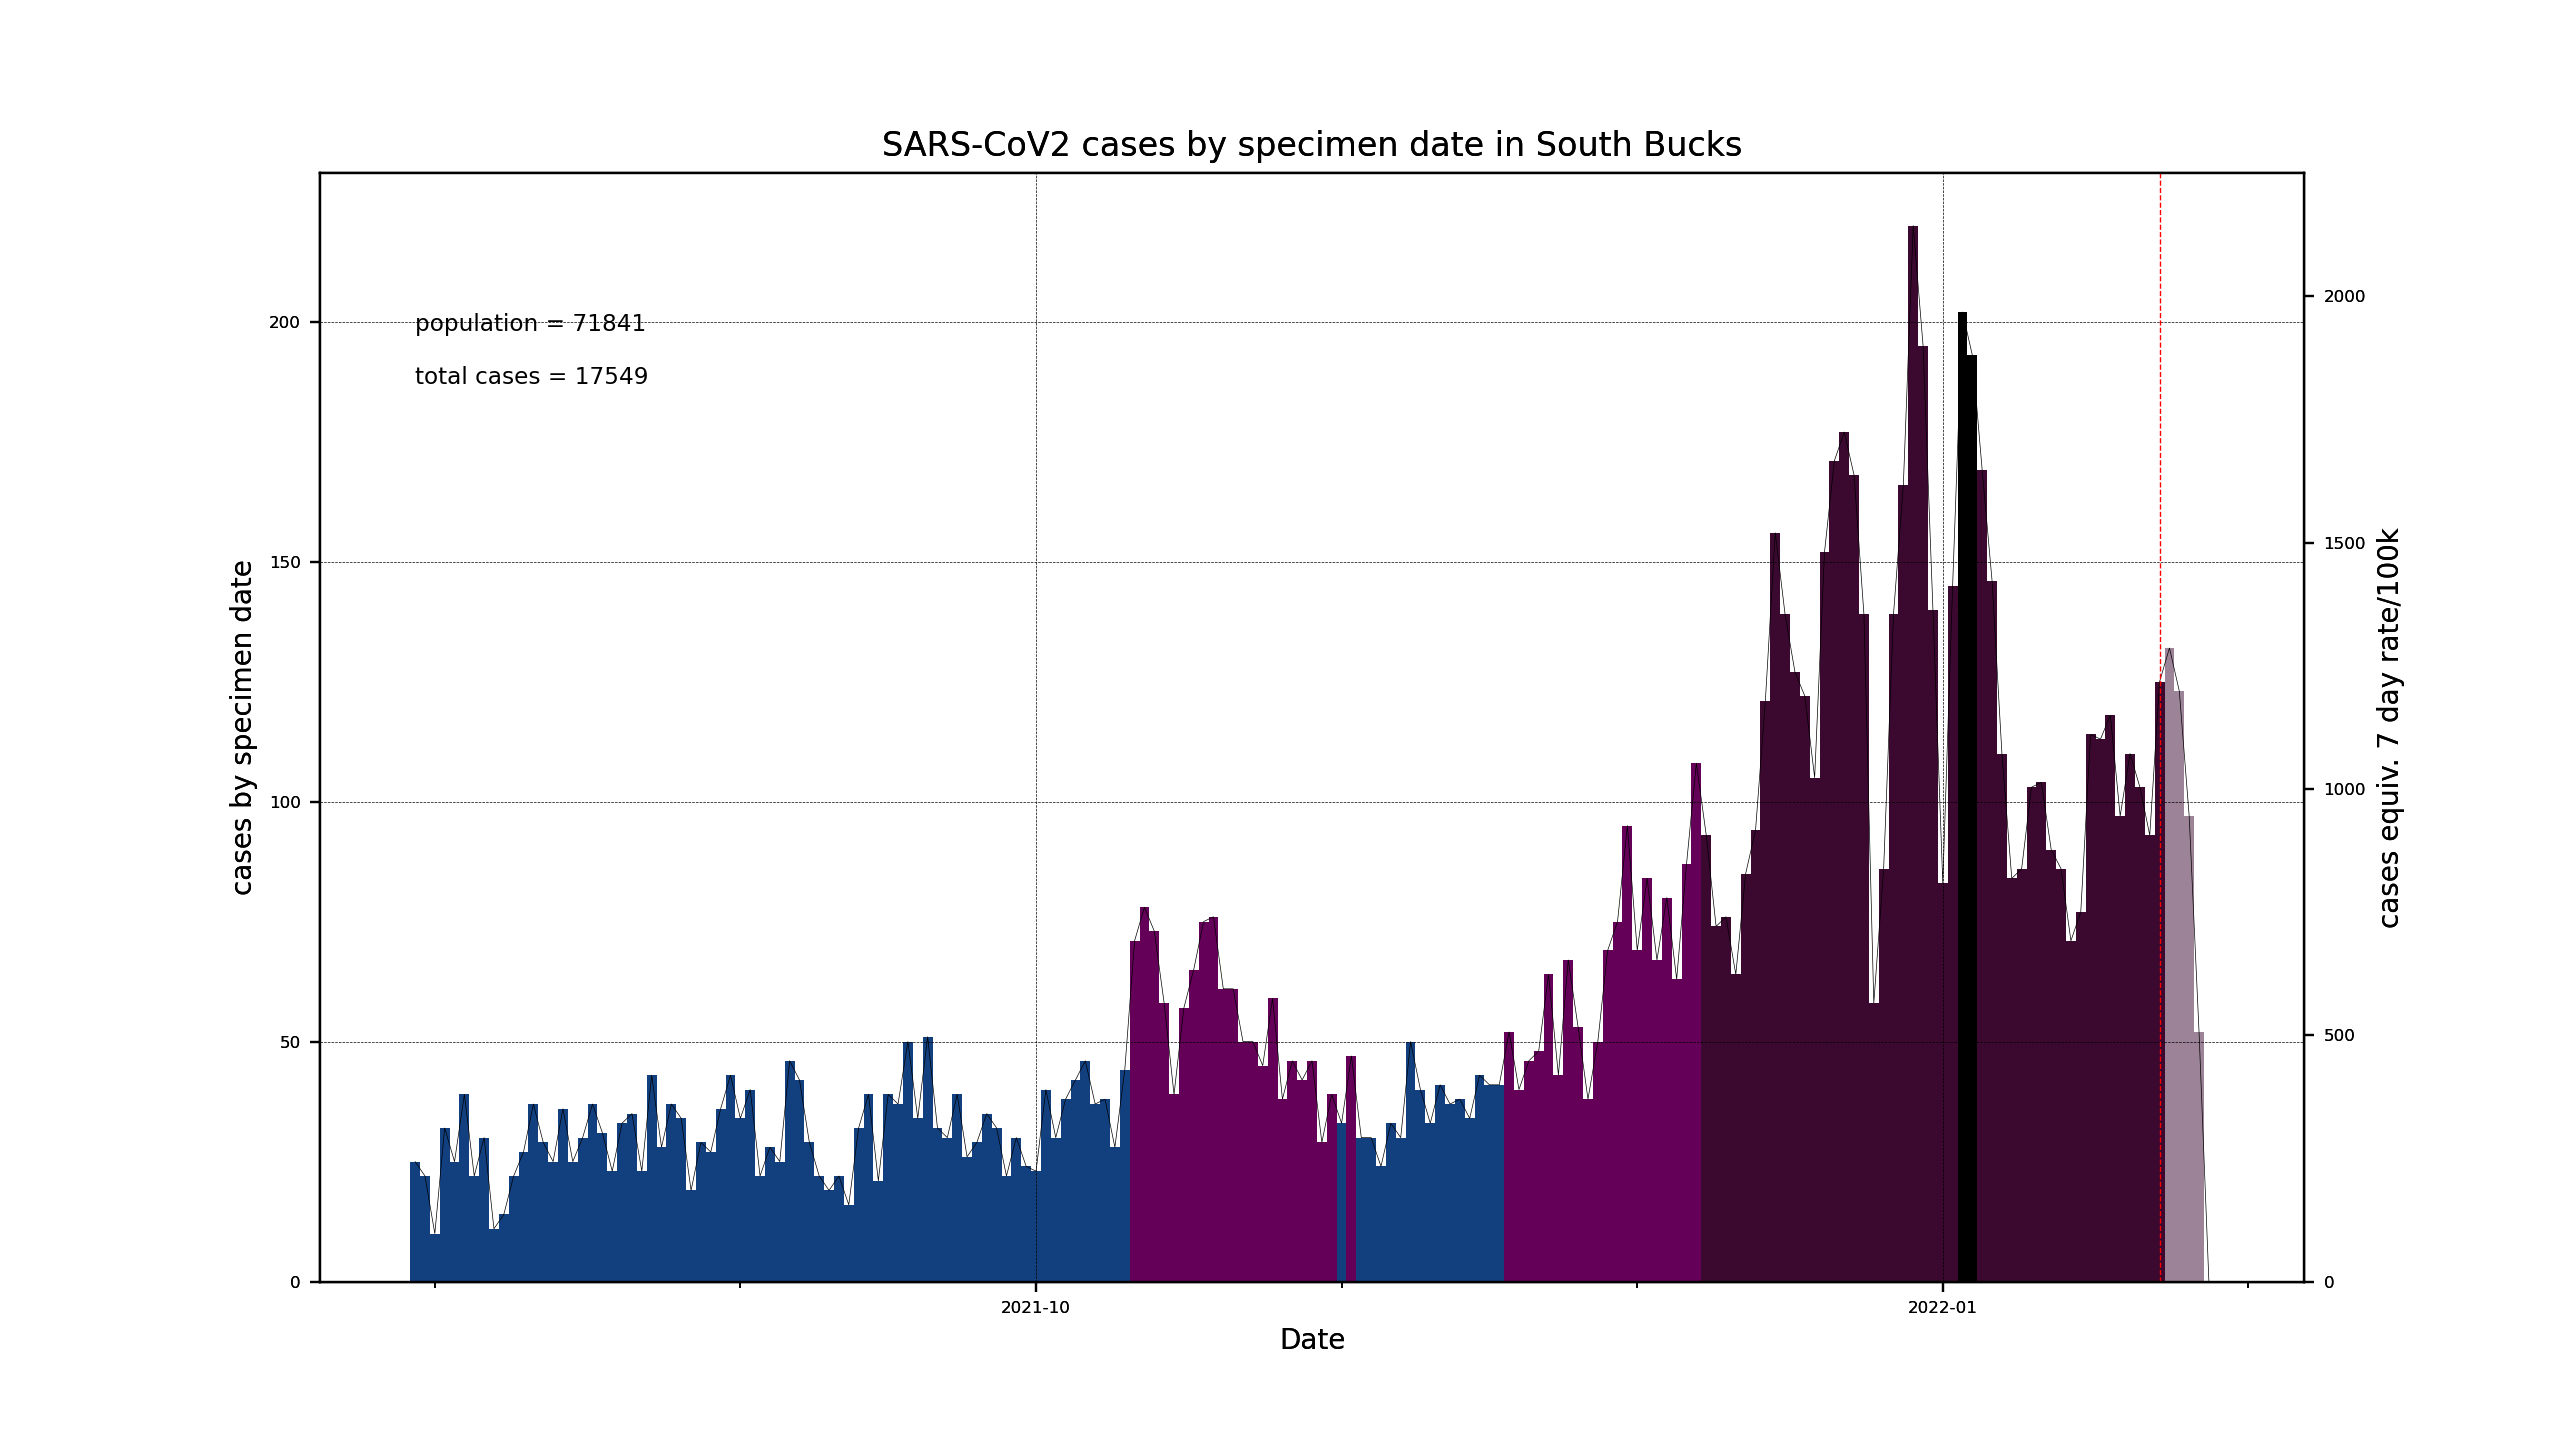 SARS-CoV2 cases by specimen date in South Bucks
population = 71841
total cases = 17549
cases by specimen date
200
150
100
50
0
2000
1500
1000
500
0
cases equiv. 7 day rate/100k
2021-10
2022-01
Date